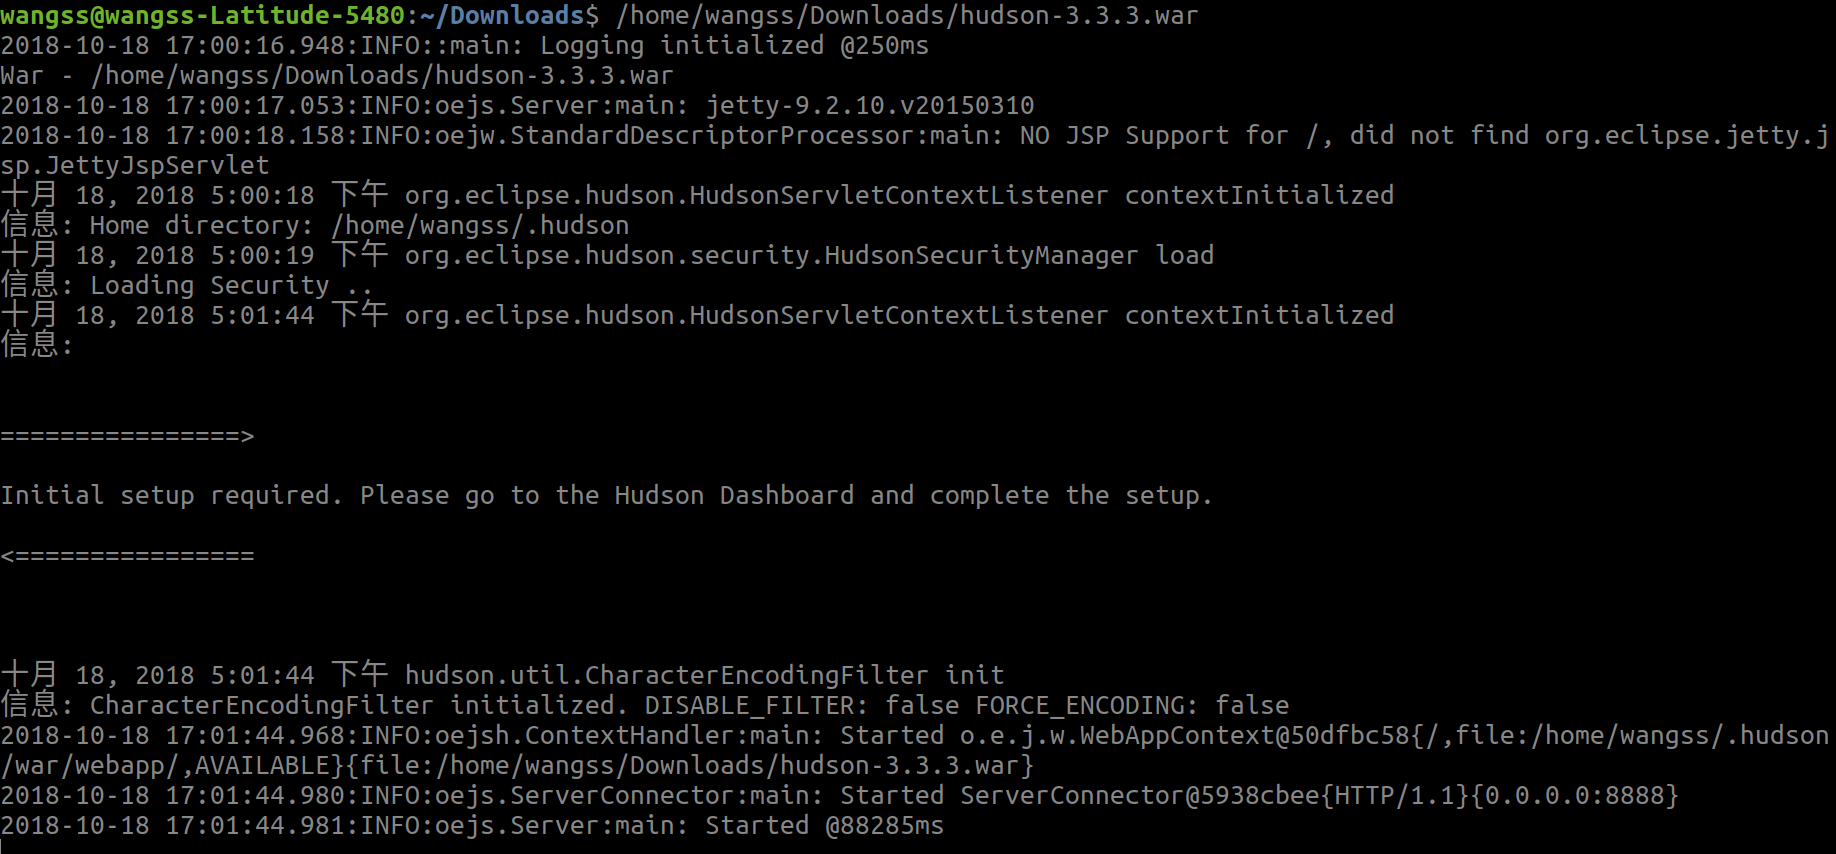 wangss@wangss-Latitude-5480:~/Downloads$ /home/wangss/Downloads/hudson-3.3.3.war
2018-10-18 17:00:16.948:INFO::main: Logging initialized @250ms
War - /home/wangss/Downloads/hudson-3.3.3.war
2018-10-18 17:00:17.053:INFO:oejs.Server:main: jetty-9.2.10.v20150310
2018-10-18 17:00:18.158:INFO:oejw.StandardDescriptorProcessor:main: NO JSP Support for /, did not find org.eclipse.jetty.j
sp.JettyJspServlet
十月 18, 2018 5:00:18 下午 org.eclipse.hudson.HudsonServletContextListener contextInitialized
信息: Home directory: /home/wangss/.hudson
十月 18, 2018 5:00:19 下午 org.eclipse.hudson.security.HudsonSecurityManager load
信息: Loading Security ..
十月 18, 2018 5:01:44 下午 org.eclipse.hudson.HudsonServletContextListener contextInitialized
信息:
================>
Initial setup required. Please go to the Hudson Dashboard and complete the setup.
<================
十月 18, 2018 5:01:44 下午 hudson.util.CharacterEncodingFilter init
信息: CharacterEncodingFilter initialized. DISABLE_FILTER: false FORCE_ENCODING: false
2018-10-18 17:01:44.968:INFO:oejsh.ContextHandler:main: Started o.e.j.w.WebAppContext@50dfbc58{/,file:/home/wangss/.hudson
/war/webapp/,AVAILABLE}{file:/home/wangss/Downloads/hudson-3.3.3.war}
2018-10-18 17:01:44.980:INFO:oejs.ServerConnector:main: Started ServerConnector@5938cbee{HTTP/1.1}{0.0.0.0:8888}
2018-10-18 17:01:44.981:INFO:oejs.Server:main: Started @88285ms